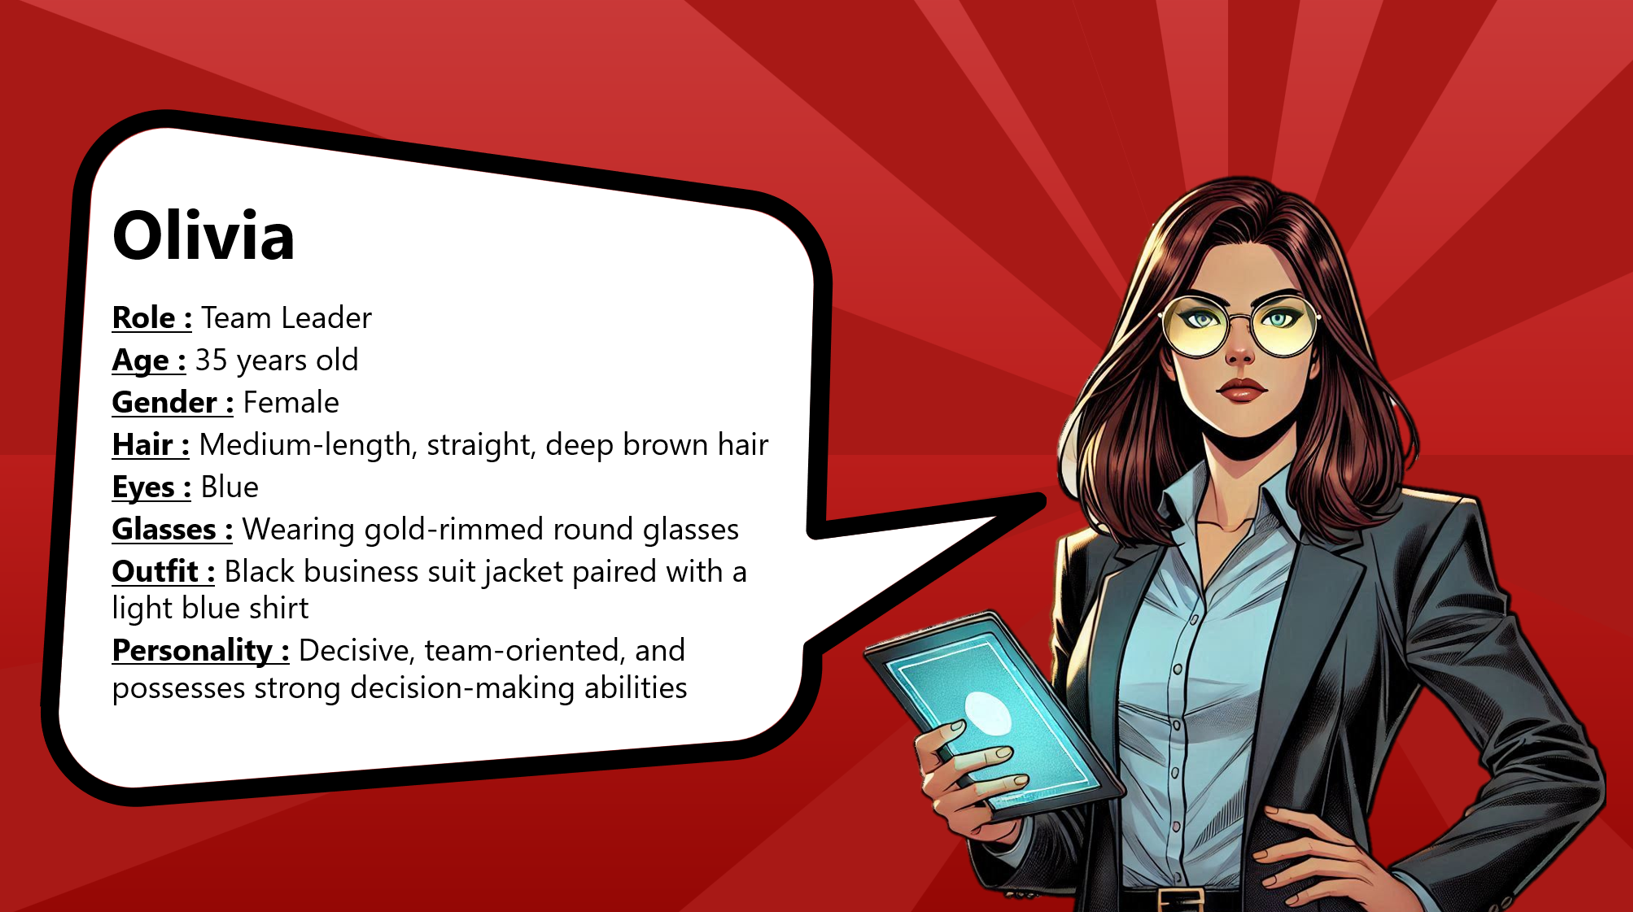 Olivia
Role : Team Leader
Age : 35 years old
Gender : Female
Hair : Medium-length, straight, deep brown hair
Eyes : Blue
Glasses : Wearing gold-rimmed round glasses
Outfit : Black business suit jacket paired with a
light blue shirt
Personality : Decisive, team-oriented, and
possesses strong decision-making abilities